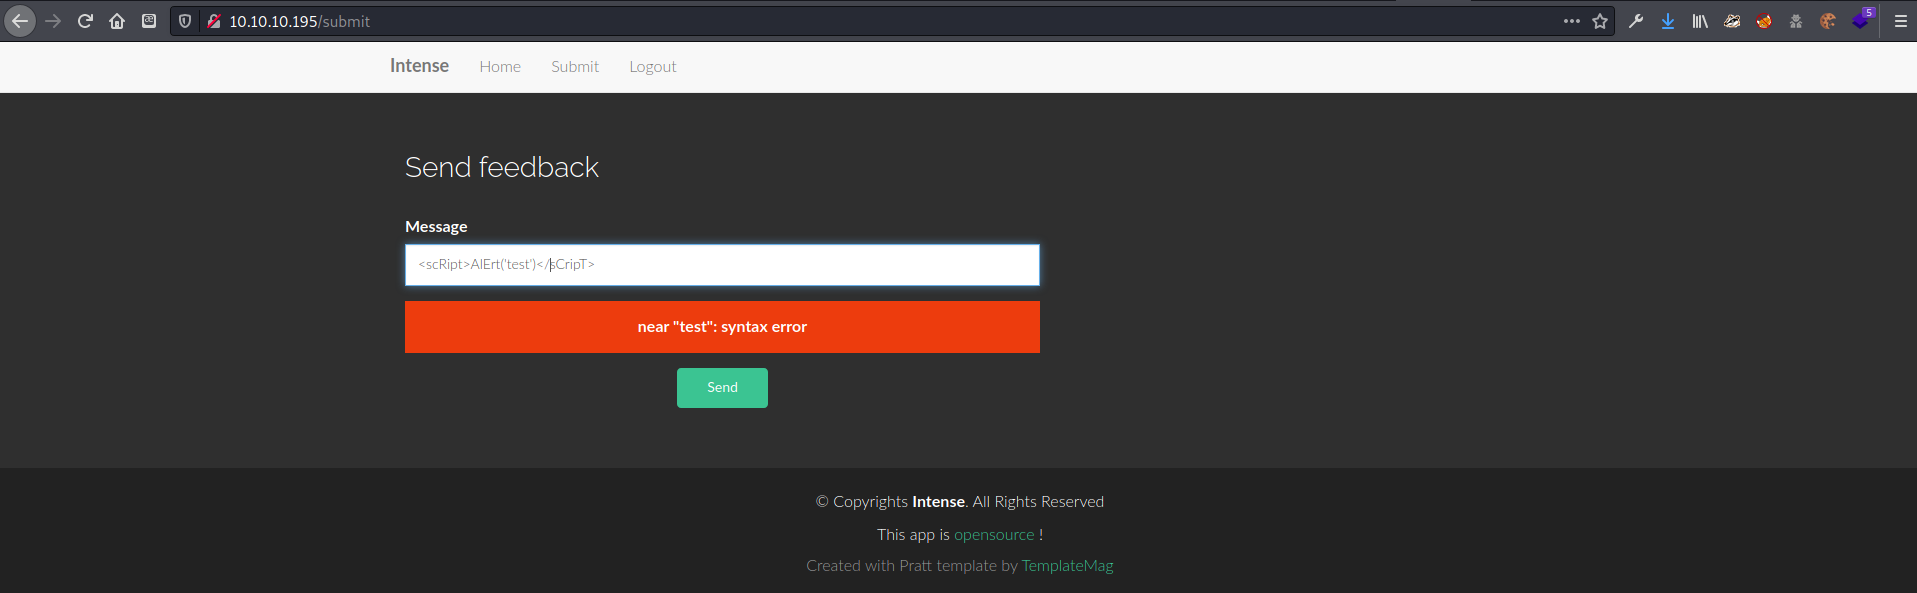 10.10.10.195/submit
5
Intense Home Submit Logout
Send feedback
Message
<scRipt>AlErt('test')</sCripT>
near "test": syntax error
Send
© Copyrights Intense. All Rights Reserved
This app is opensource !
Created with Pratt template by TemplateMag